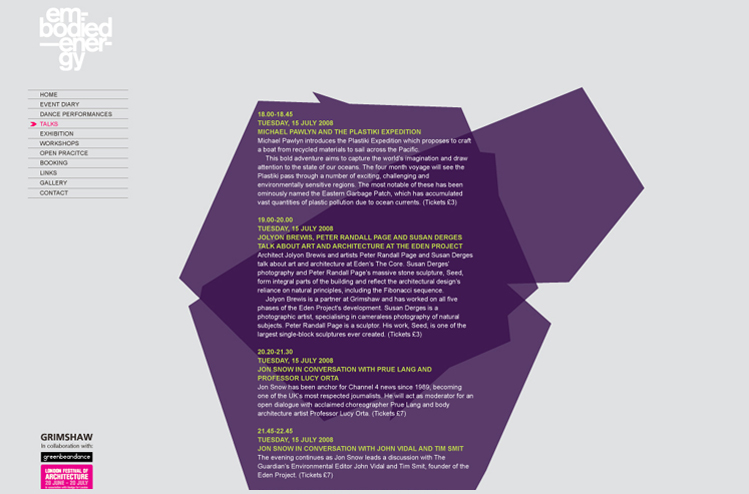 em-
bodied
—ener-
gy
HOME
EVENT DIARY
DANCE PERFORMANCES
TALKS
EXHIBITION
WORKSHOPS
OPEN PRACITCE
BOOKING
LINKS
GALLERY
CONTACT
18.00-18.45
TUESDAY, 15 JULY 2008
MICHAEL PAWLYN AND THE PLASTIKI EXPEDITION
Michael Pawlyn introduces the Plastiki Expedition which proposes to craft
a boat from recycled materials to sail across the Pacific.
This bold adventure aims to capture the world's imagination and draw
attention to the state of our oceans. The four month voyage will see the
Plastiki pass through a number of exciting, challenging and
environmentally sensitive regions. The most notable of these has been
ominously named the Eastern Garbage Patch, which has accumulated
vast quantities of plastic pollution due to ocean currents. (Tickets £3)
19.00-20.00
TUESDAY, 15 JULY 2008
JOLYON BREWIS, PETER RANDALL PAGE AND SUSAN DERGES
TALK ABOUT ART AND ARCHITECTURE AT THE EDEN PROJECT
Architect Jolyon Brewis and artists Peter Randall Page and Susan Derges
talk about art and architecture at Eden's The Core. Susan Derges'
photography and Peter Randall Page's massive stone sculpture, Seed,
form integral parts of the building and reflect the architectural design's
reliance on natural principles, including the Fibonacci sequence.
Jolyon Brewis is a partner at Grimshaw and has worked on all five
phases of the Eden Project's development. Susan Derges is a
photographic artist, specialising in cameraless photography of natural
subjects. Peter Randall Page is a sculptor. His work, Seed, is one of the
largest single-block sculptures ever created. (Tickets £3)
20.20-21.30
TUESDAY, 15 JULY 2008
JON SNOW IN CONVERSATION WITH PRUE LANG AND
PROFESSOR LUCY ORTA
Jon Snow has been anchor for Channel 4 news since 1989, becoming
one of the UK's most respected journalists. He will act as moderator for an
open dialogue with acclaimed choreographer Prue Lang and body
architecture artist Professor Lucy Orta. (Tickets £7)
21.45-22.45
TUESDAY, 15 JULY 2008
JON SNOW IN CONVERSATION WITH JOHN VIDAL AND TIM SMIT
The evening continues as Jon Snow leads a discussion with The
Guardian's Environmental Editor John Vidal and Tim Smit, founder of the
Eden Project. (Tickets £7)
GRIMSHAW
In collaboration with:
greenbeandance
LONDON FESTIVAL OF
ARCHITECTURE
20 JUNE - 20 JULY